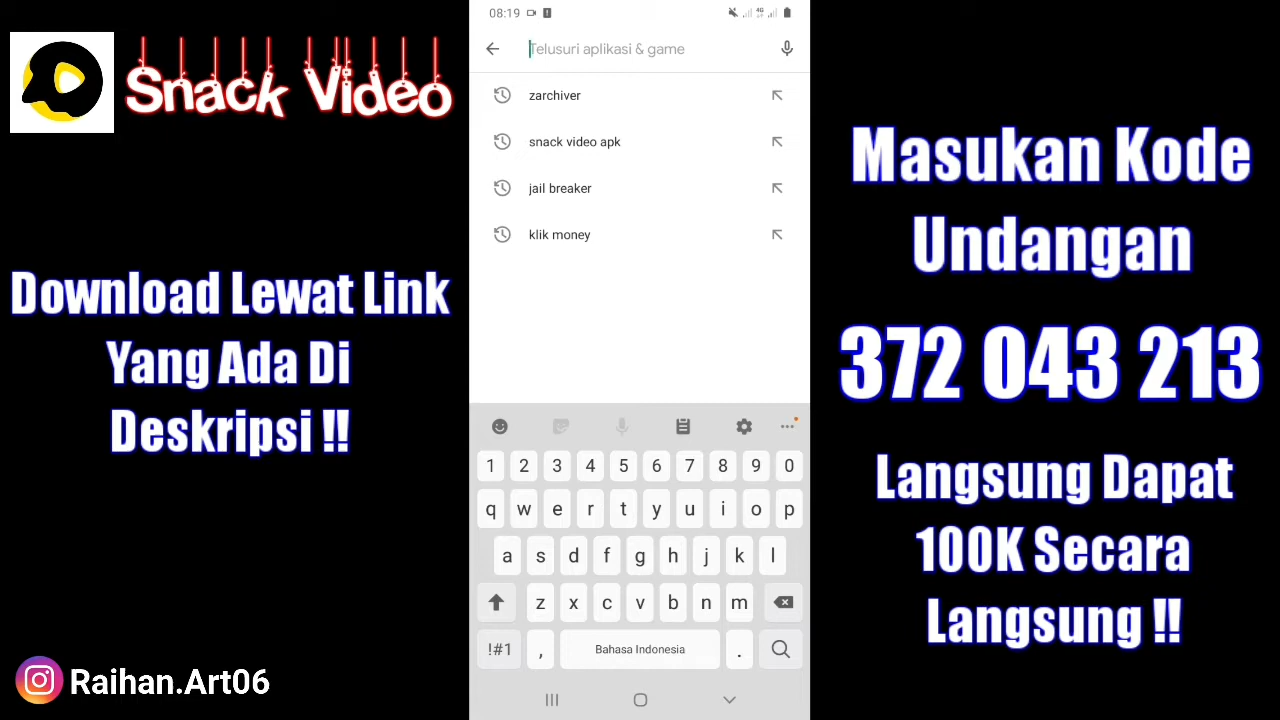 Snack Video
Download Lewat Link
Yang Ada Di
Deskripsi !!
Raihan.Art06
08:19
4G
Telusuri aplikasi & game
zarchiver
snack video apk
jail breaker
klik money
1 2 3 4 5 6 7 8 9 0
q w e r t y u i o p
a s d f g h j k l
z x c v b n m
!#1 , Bahasa Indonesia .
Masukan Kode
Undangan
372 043 213
Langsung Dapat
100K Secara
Langsung !!